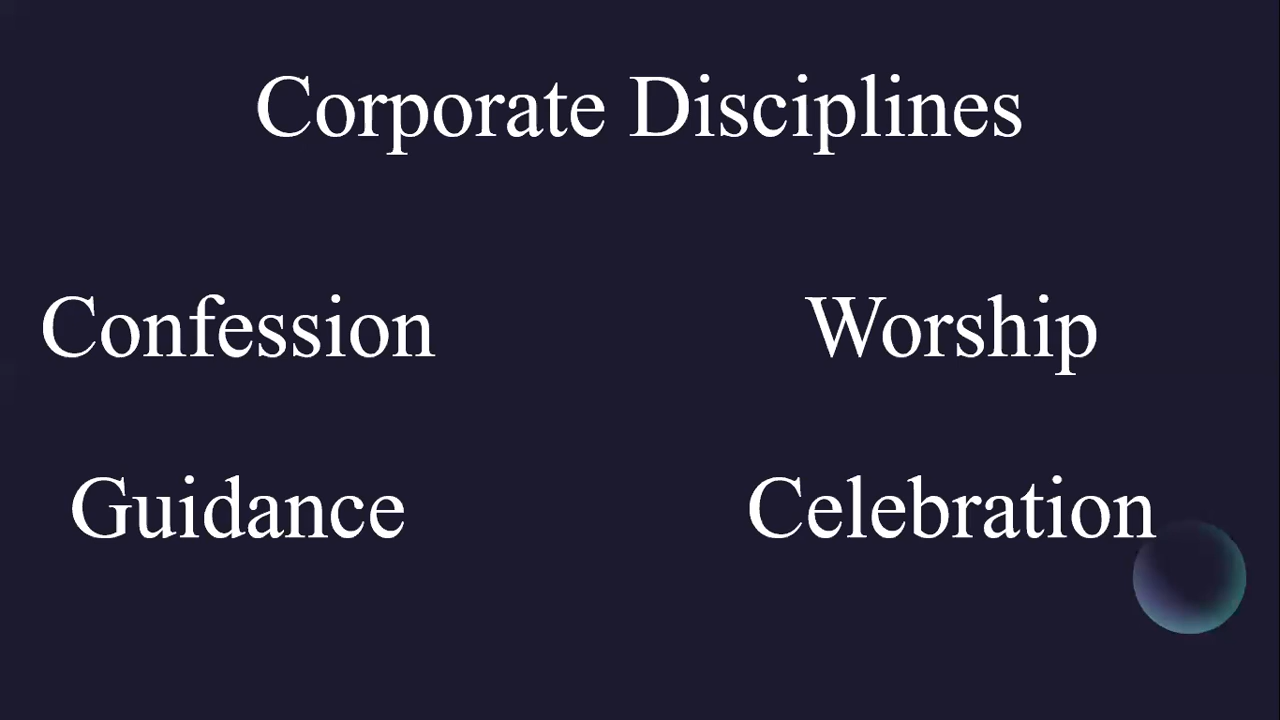 Corporate Disciplines
Confession
Worship
Guidance
Celebration